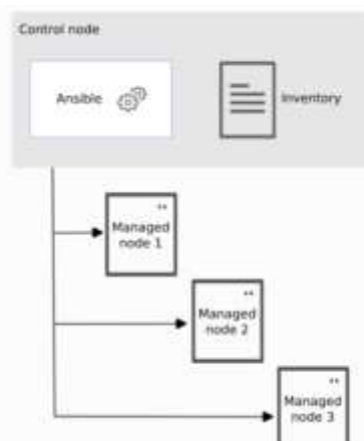 Control node
Ansible
Inventory
Managed
node 1
Managed
node 2
Managed
node 3